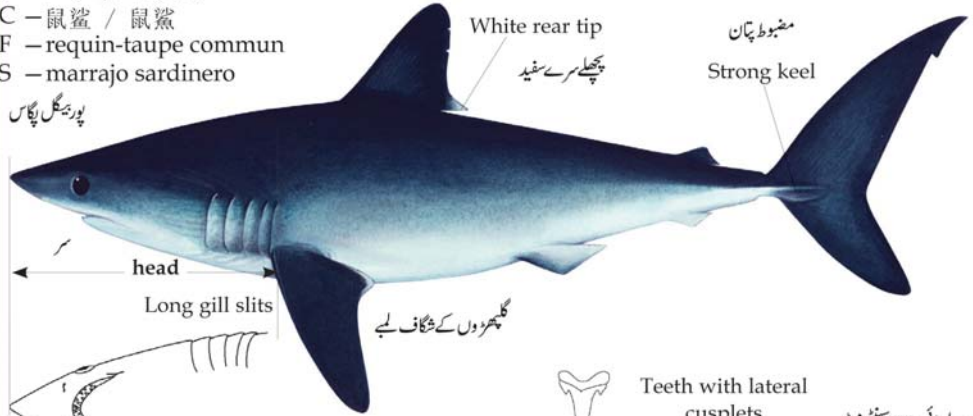 C – 鼠鲨 / 鼠鯊
F – requin-taupe commun
S – marrajo sardinero
پوربیگل پگاس
White rear tip
پچھلے سرے سفید
مضبوط پتان
Strong keel
سر
head
Long gill slits
گلپھڑوں کے شگاف لمبے
Teeth with lateral
cusplets